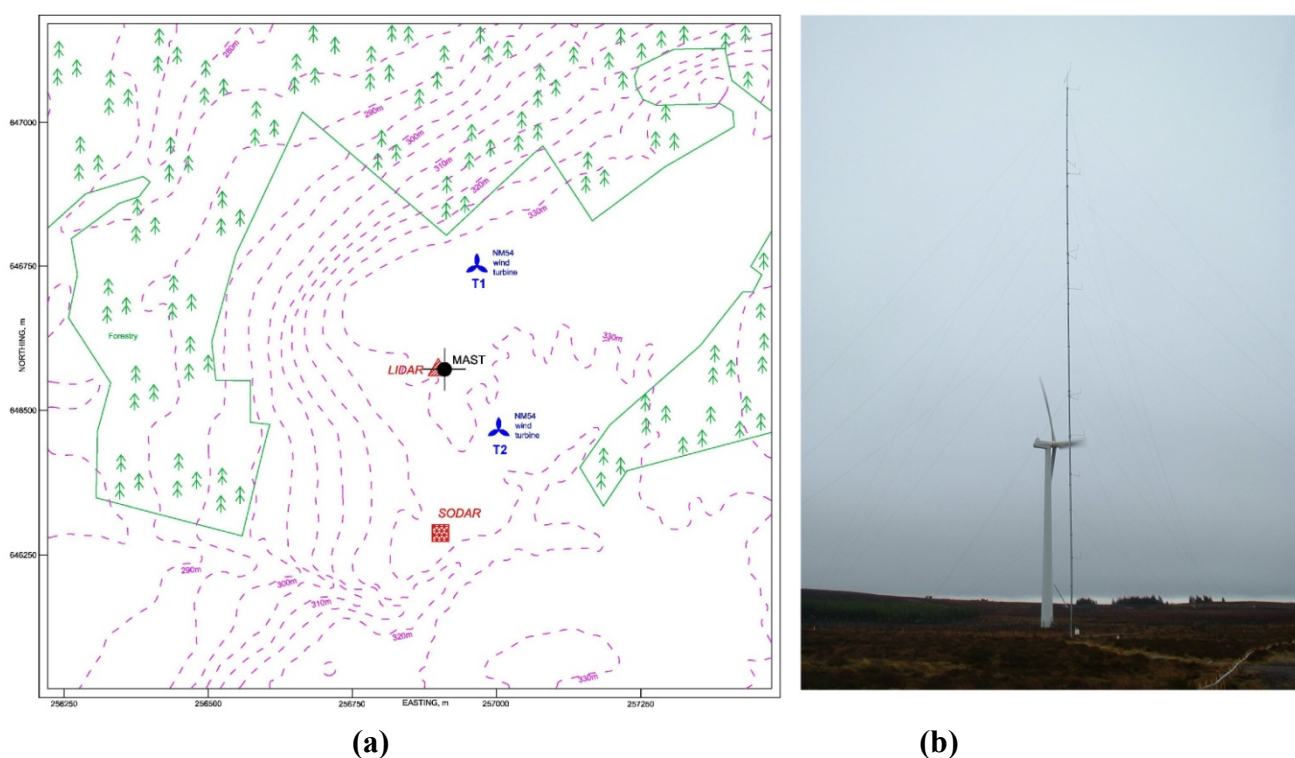 280m
290m
300m
310m
320m
330m
647000
646750
646500
646250
NORTHING, m
NM54
wind
turbine
T1
330m
Forestry
LIDAR
MAST
NM54
wind
turbine
T2
SODAR
290m
300m
310m
320m
330m
256250
256500
256750
EASTING, m
257000
257250
(a)
(b)